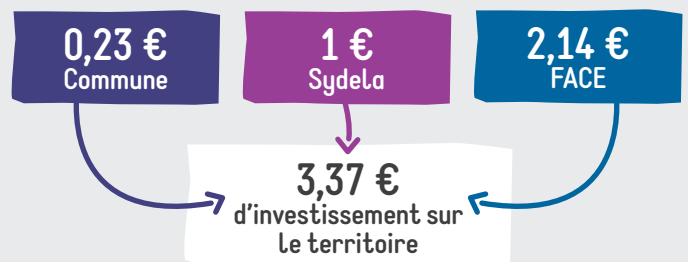 0,23 €
Commune
1 €
Sydela
2,14 €
FACE
3,37 €
d'investissement sur
le territoire